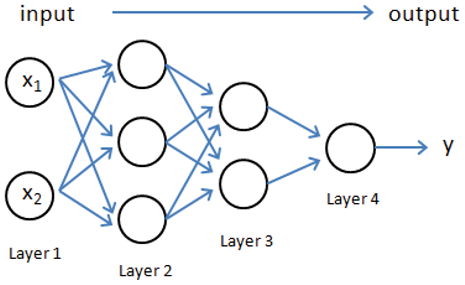 input output
x1
x2
y
Layer 1
Layer 2
Layer 3
Layer 4